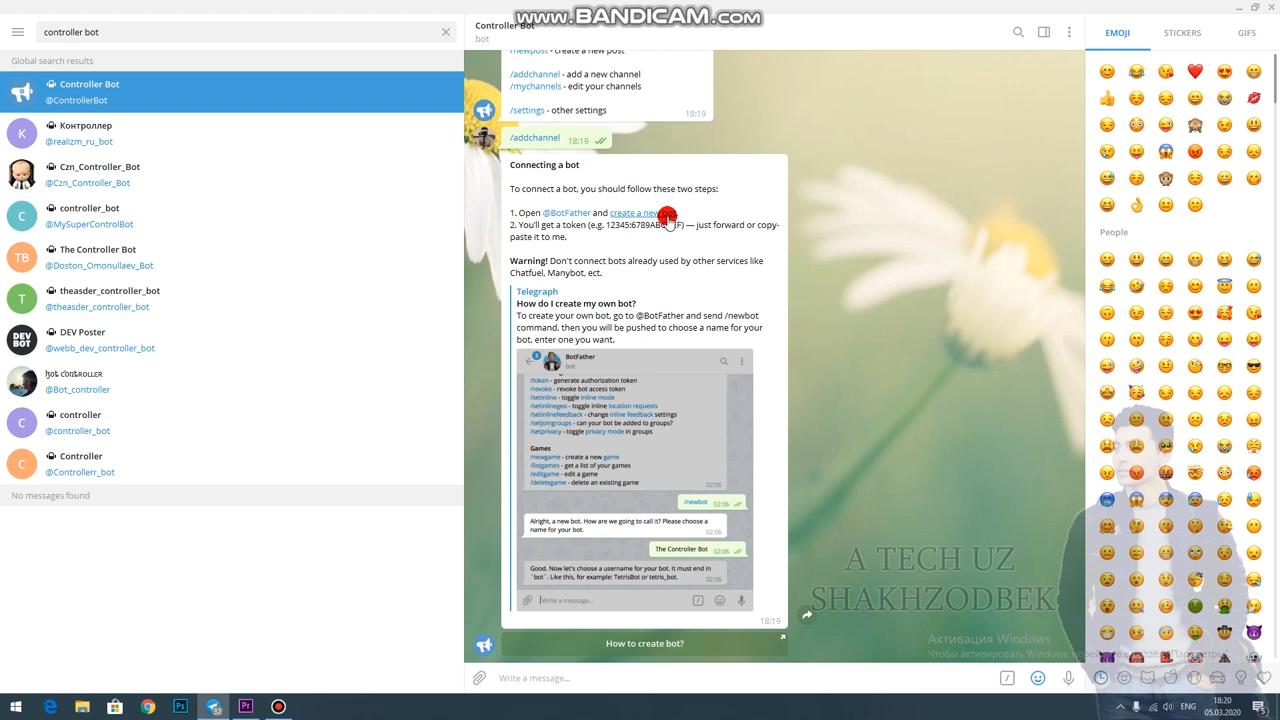 www.BANDICAM.com
controller bot
Global search results
Controller Bot
@ControllerBot
K
Контроллер
@realizm_ru_bot
Czn_Controller_Bot
@Czn_Controller_Bot
C
controller_bot
@MySuperControlBot
TB
The Controller Bot
@Doston_Omonullaev_Bot
T
theasder_controller_bot
@theasder_controller_bot
DEV
BOT
DEV Poster
@webb_dev_controller_bot
@Bot_controller
C
controller
@controller_bot
C
Controller
@Controllerr_bot
No messages found
Controller Bot
bot
/newpost - create a new post
/addchannel - add a new channel
/mychannels - edit your channels
/settings - other settings
18:19
/addchannel
18:19
Connecting a bot
To connect a bot, you should follow these two steps:
1. Open @BotFather and create a new
2. You'll get a token (e.g. — just forward or copy-
paste it to me.
Warning! Don't connect bots already used by other services like
Chatfuel, Manybot, ect.
Telegraph
How do I create my own bot?
To create your own bot, go to @BotFather and send /newbot
command, then you will be pushed to choose a name for your
bot, enter one you want.
3
BotFather
bot
/token - generate authorization token
/revoke - revoke bot access token
/setinline - toggle inline mode
/setinlinegeo - toggle inline location requests
/setinlinefeedback - change inline feedback settings
/setjoingroups - can your bot be added to groups?
/setprivacy - toggle privacy mode in groups
Games
/newgame - create a new game
/listgames - get a list of your games
/editgame - edit a game
/deletegame - delete an existing game
02:06
/newbot
02:06
Alright, a new bot. How are we going to call it? Please choose a
name for your bot.
02:06
The Controller Bot
02:06
Good. Now let's choose a username for your bot. It must end in
`bot`. Like this, for example: TetrisBot or tetris_bot.
02:06
Write a message...
18:19
How to create bot?
Write a message...
EMOJI
STICKERS
GIFS
People
A TECH UZ
SHAKHZODBEK
Активация Windows
Чтобы активировать Windows, перейдите в раздел "Параметры".
Ps
32
Pr
ENG
18:20
05.03.2020
5